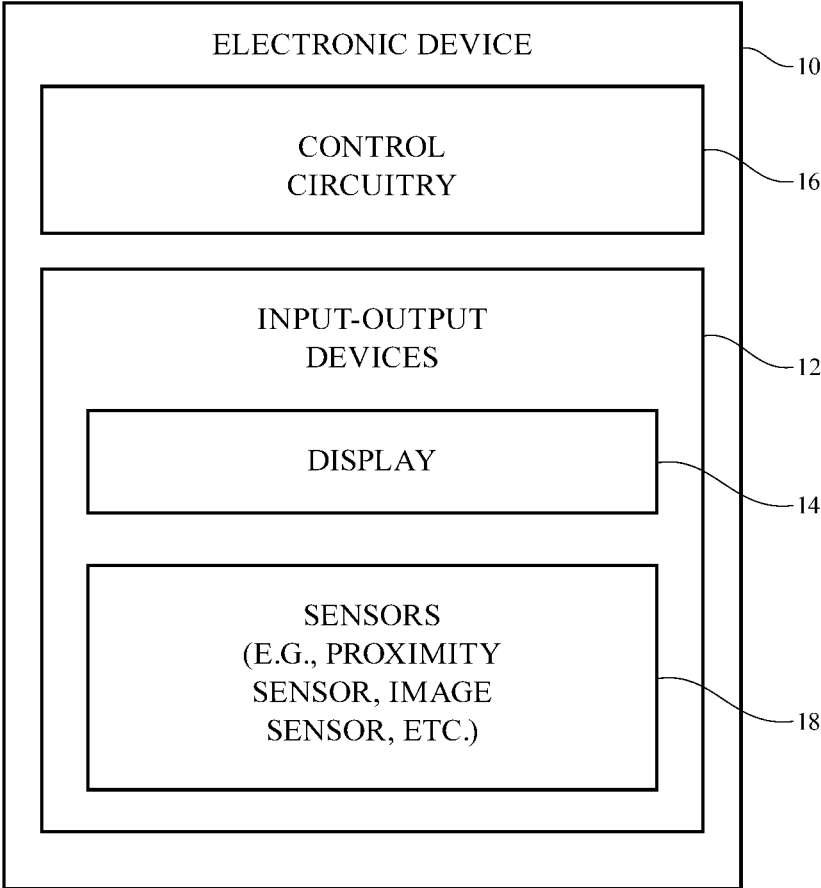 ELECTRONIC DEVICE
10
CONTROL
CIRCUITRY
16
INPUT-OUTPUT
DEVICES
12
DISPLAY
14
SENSORS
(E.G., PROXIMITY
SENSOR, IMAGE
SENSOR, ETC.)
18